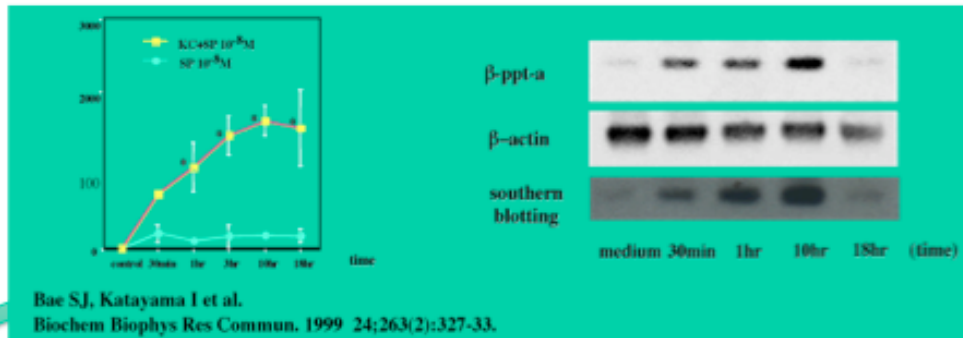 3000
KC+SP 10-8M
SP 10-8M
2000
100
0
control 30min 1hr 3hr 10hr 18hr time
β-ppt-a
β-actin
southern
blotting
medium 30min 1hr 10hr 18hr (time)
Bae SJ, Katayama I et al.
Biochem Biophys Res Commun. 1999 24;263(2):327-33.